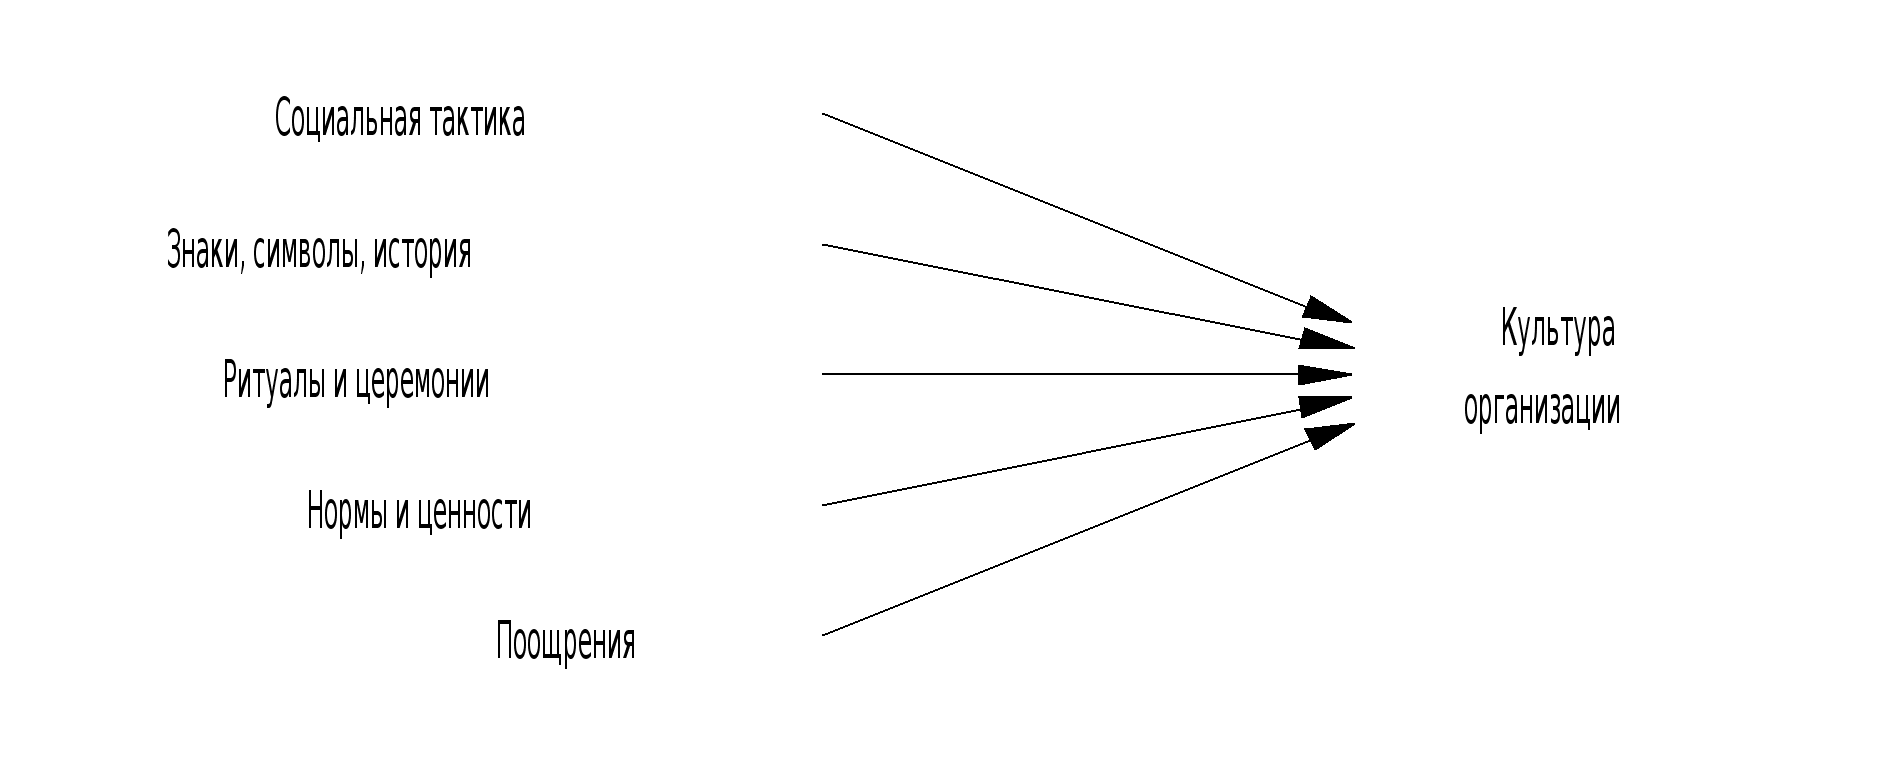 Социальная тактика
Знаки, символы, история
Ритуалы и церемонии
Нормы и ценности
Поощрения
Культура
организации